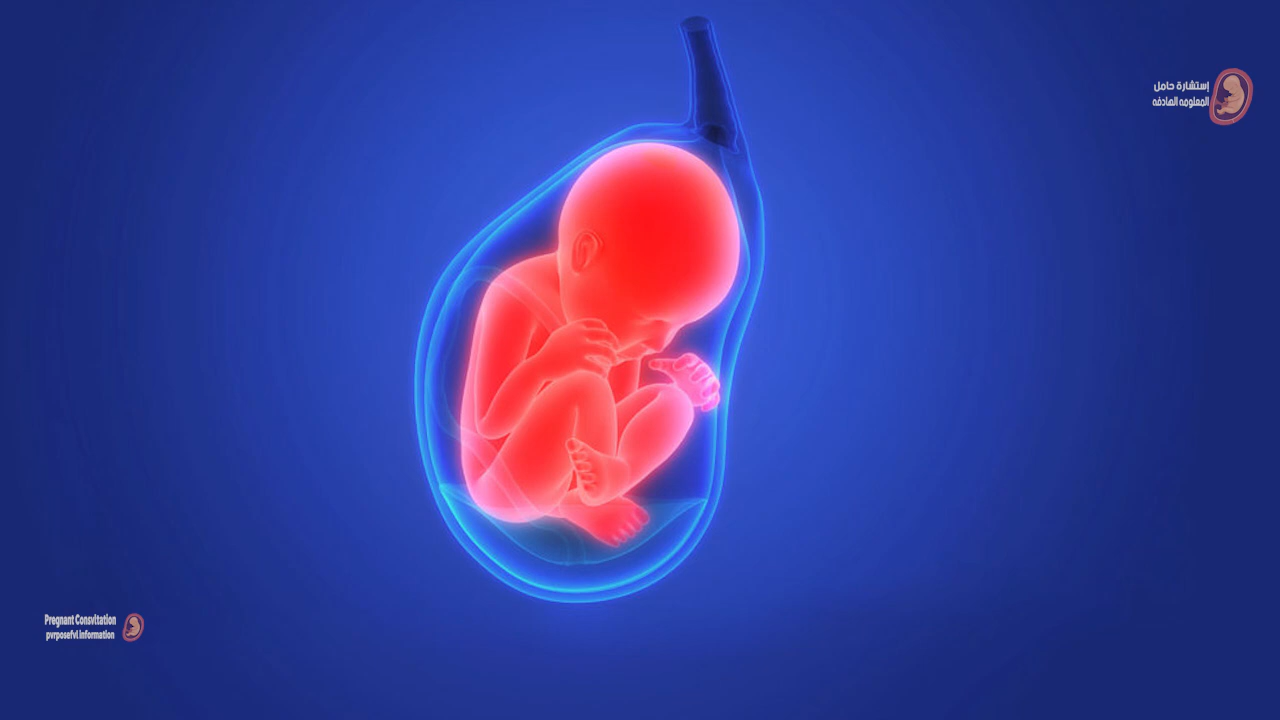 إستشارة حامل
المعلومه الهادفه
Pregnant Consvltation
pvrposefvl information